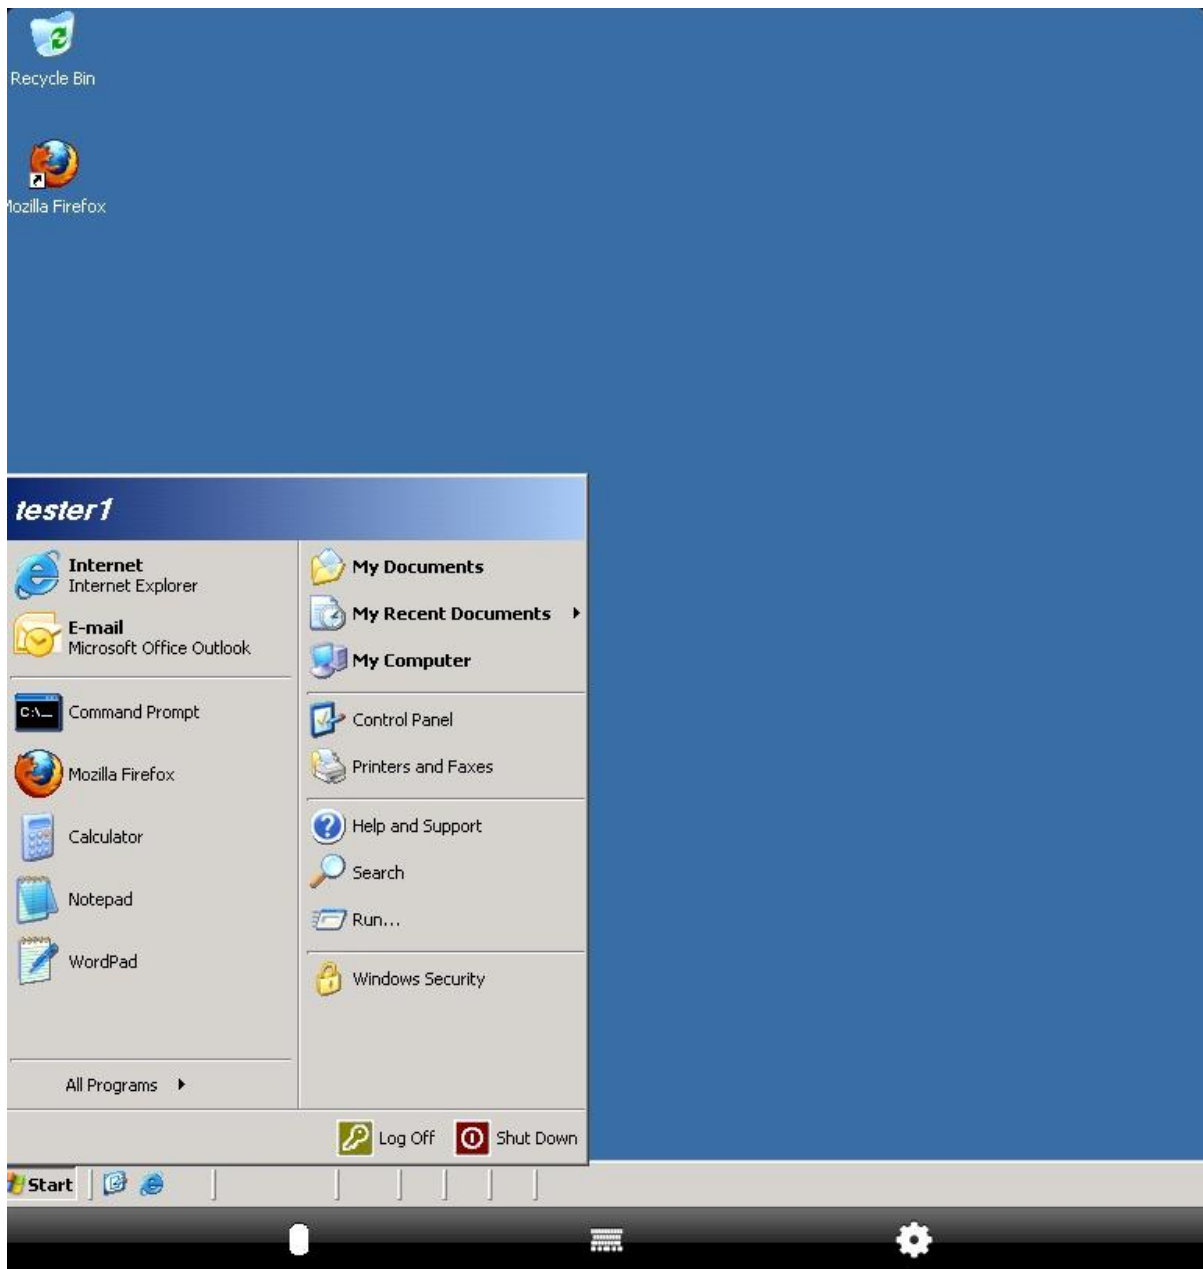 Recycle Bin
Mozilla Firefox
tester1
Internet
Internet Explorer
E-mail
Microsoft Office Outlook
Command Prompt
Mozilla Firefox
Calculator
Notepad
WordPad
All Programs
My Documents
My Recent Documents
My Computer
Control Panel
Printers and Faxes
Help and Support
Search
Run...
Windows Security
Log Off
Shut Down
Start